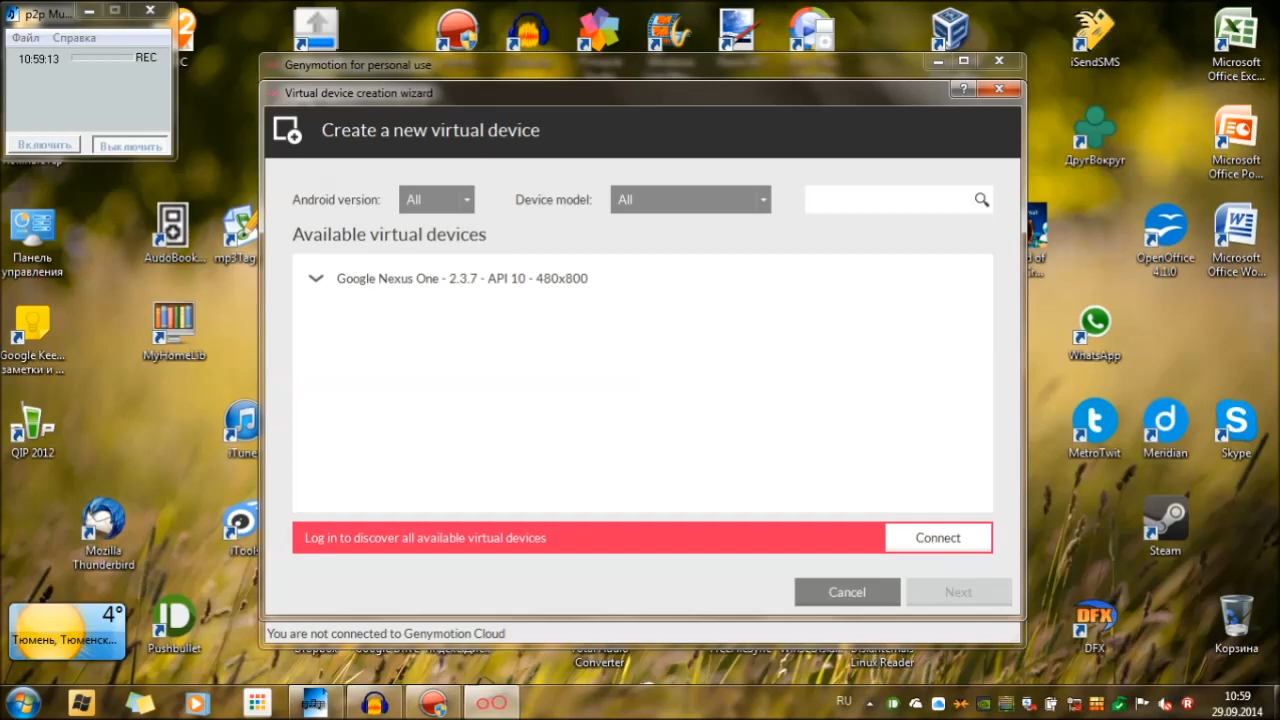 p2p Mu...
Файл Справка
10:59:13 REC
Включить Выключить
Genymotion for personal use
Virtual device creation wizard
Create a new virtual device
Android version: All Device model: All
Available virtual devices
Google Nexus One - 2.3.7 - API 10 - 480x800
Log in to discover all available virtual devices
Connect
Cancel Next
You are not connected to Genymotion Cloud
Панель
управления
AudoBook...
mp3Tag
Google Kee...
заметки и ...
MyHomeLib
QIP 2012
iTune
Mozilla
Thunderbird
iTool
4°
Тюмень, Тюменск...
Pushbullet
iSendSMS
Microsoft
Office Exc...
ДругВокруг
Microsoft
Office Po...
OpenOffice
4.1.0
Microsoft
Office Wo...
WhatsApp
MetroTwit
Meridian
Skype
Steam
DFX
DFX
Корзина
Total Audio
Converter
Linux Reader
RU
10:59
29.09.2014